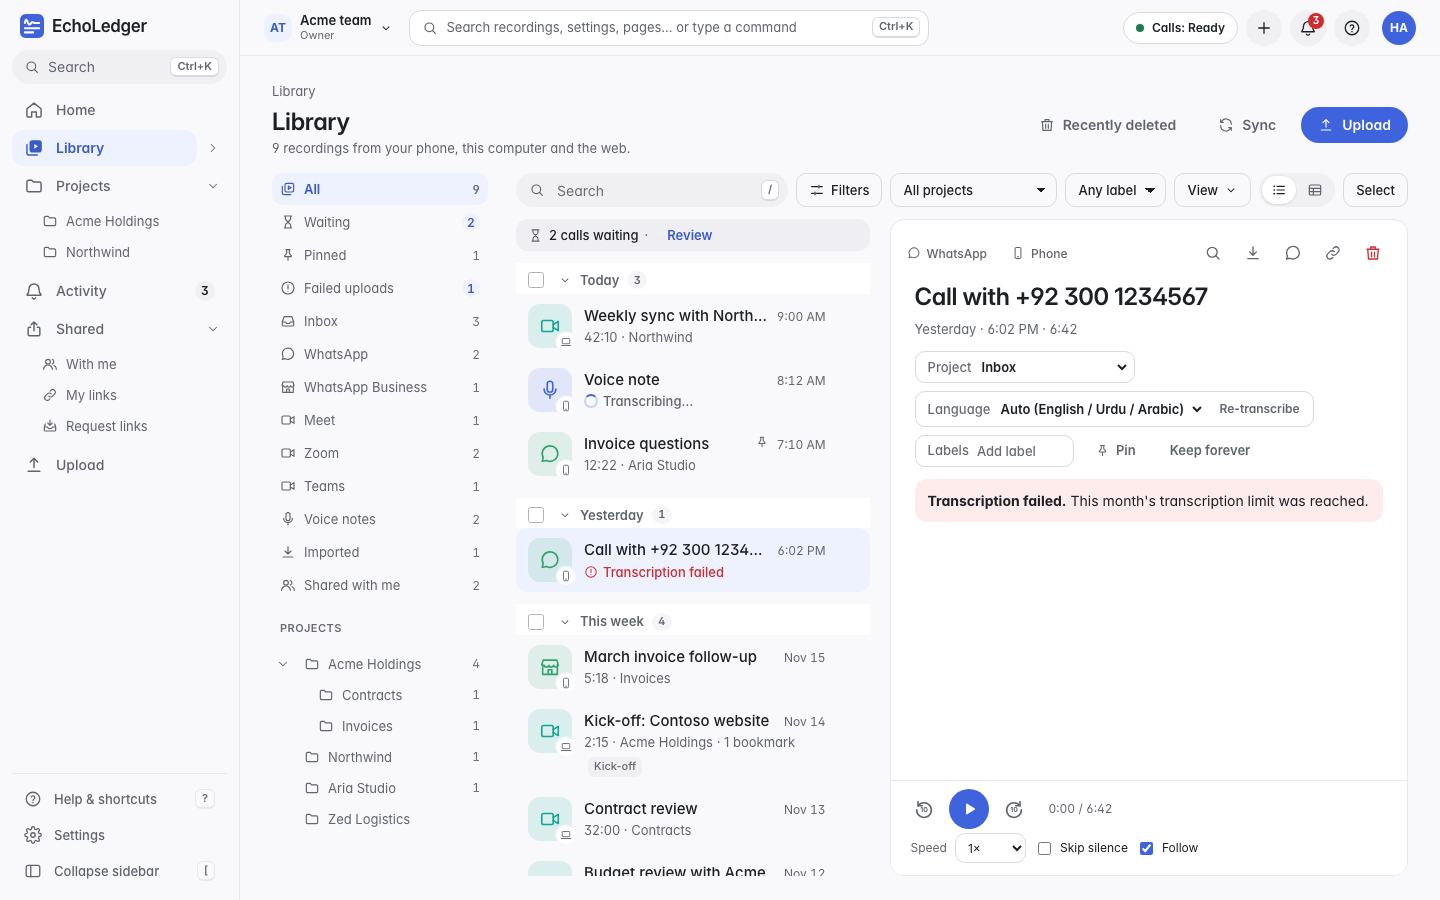 EchoLedger
Search
Ctrl+K
Home
Library
Projects
Acme Holdings
Northwind
Activity
3
Shared
With me
My links
Request links
Upload
Help & shortcuts
?
Settings
Collapse sidebar
[
AT
Acme team
Owner
Search recordings, settings, pages... or type a command
Ctrl+K
Calls: Ready
3
HA
Library
Library
9 recordings from your phone, this computer and the web.
Recently deleted
Sync
Upload
All 9
Waiting 2
Pinned 1
Failed uploads 1
Inbox 3
WhatsApp 2
WhatsApp Business 1
Meet 1
Zoom 2
Teams 1
Voice notes 2
Imported 1
Shared with me 2
PROJECTS
Acme Holdings 4
Contracts 1
Invoices 1
Northwind 1
Aria Studio 1
Zed Logistics
Search /
Filters
All projects
Any label
View
Select
2 calls waiting · Review
Today 3
Weekly sync with North... 9:00 AM
42:10 · Northwind
Voice note 8:12 AM
Transcribing...
Invoice questions 7:10 AM
12:22 · Aria Studio
Yesterday 1
Call with +92 300 1234... 6:02 PM
Transcription failed
This week 4
March invoice follow-up Nov 15
5:18 · Invoices
Kick-off: Contoso website Nov 14
2:15 · Acme Holdings · 1 bookmark
Kick-off
Contract review Nov 13
32:00 · Contracts
Budget review with Acme Nov 12
WhatsApp Phone
Call with +92 300 1234567
Yesterday · 6:02 PM · 6:42
Project Inbox
Language Auto (English / Urdu / Arabic) Re-transcribe
Labels Add label Pin Keep forever
Transcription failed. This month's transcription limit was reached.
10 10 0:00 / 6:42
Speed 1× Skip silence Follow